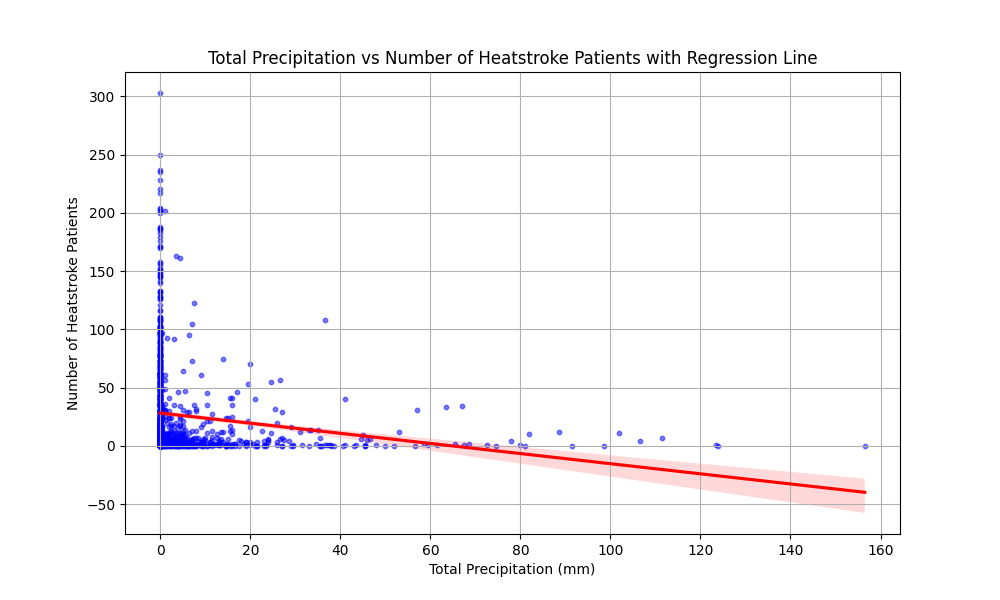 Total Precipitation vs Number of Heatstroke Patients with Regression Line
300
250
200
150
100
50
0
−50
Number of Heatstroke Patients
0 20 40 60 80 100 120 140 160
Total Precipitation (mm)